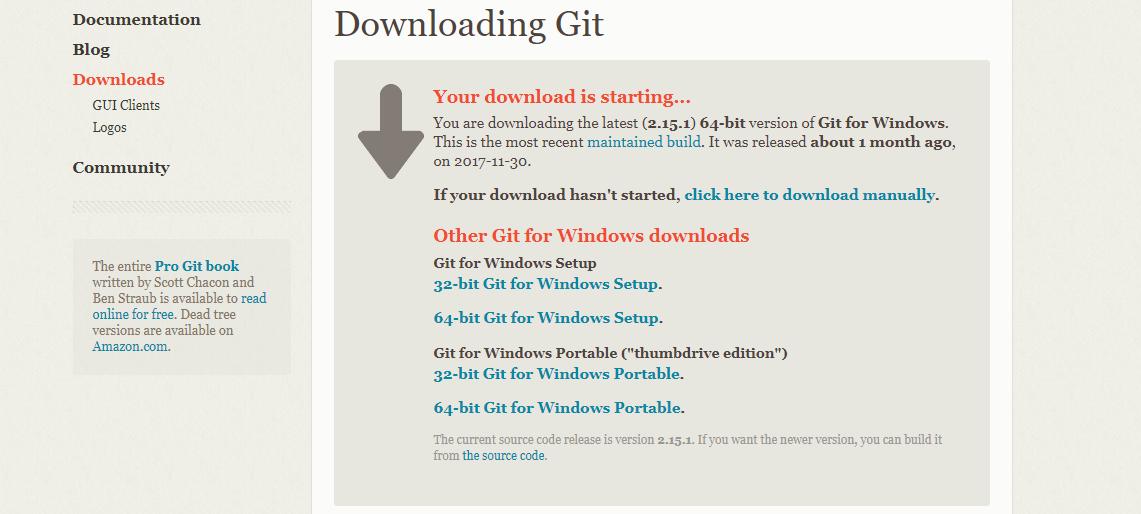 Documentation
Blog
Downloads
GUI Clients
Logos
Community
The entire Pro Git book
written by Scott Chacon and
Ben Straub is available to read
online for free. Dead tree
versions are available on
Amazon.com.
Downloading Git
Your download is starting...
You are downloading the latest (2.15.1) 64-bit version of Git for Windows.
This is the most recent maintained build. It was released about 1 month ago,
on 2017-11-30.
If your download hasn't started, click here to download manually.
Other Git for Windows downloads
Git for Windows Setup
32-bit Git for Windows Setup.
64-bit Git for Windows Setup.
Git for Windows Portable ("thumbdrive edition")
32-bit Git for Windows Portable.
64-bit Git for Windows Portable.
The current source code release is version 2.15.1. If you want the newer version, you can build it
from the source code.